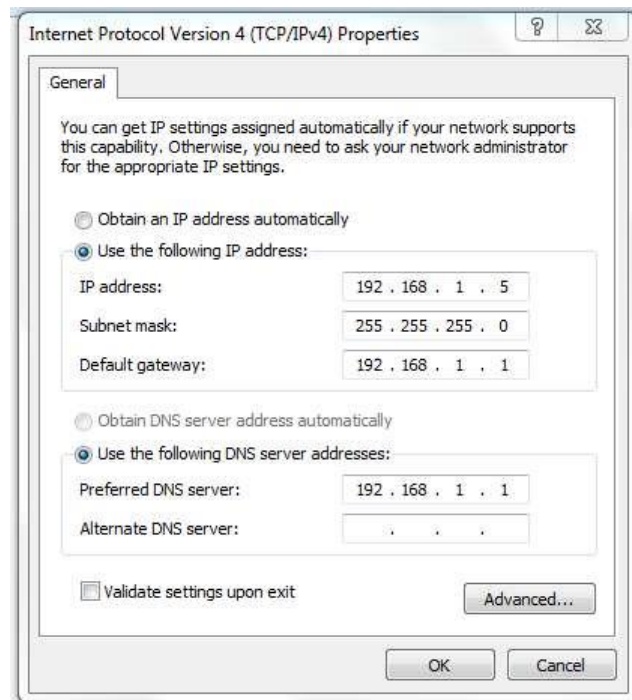 Internet Protocol Version 4 (TCP/IPv4) Properties
General
You can get IP settings assigned automatically if your network supports
this capability. Otherwise, you need to ask your network administrator
for the appropriate IP settings.
Obtain an IP address automatically
Use the following IP address:
IP address: 192 . 168 . 1 . 5
Subnet mask: 255 . 255 . 255 . 0
Default gateway: 192 . 168 . 1 . 1
Obtain DNS server address automatically
Use the following DNS server addresses:
Preferred DNS server: 192 . 168 . 1 . 1
Alternate DNS server: . . .
Validate settings upon exit
Advanced...
OK Cancel